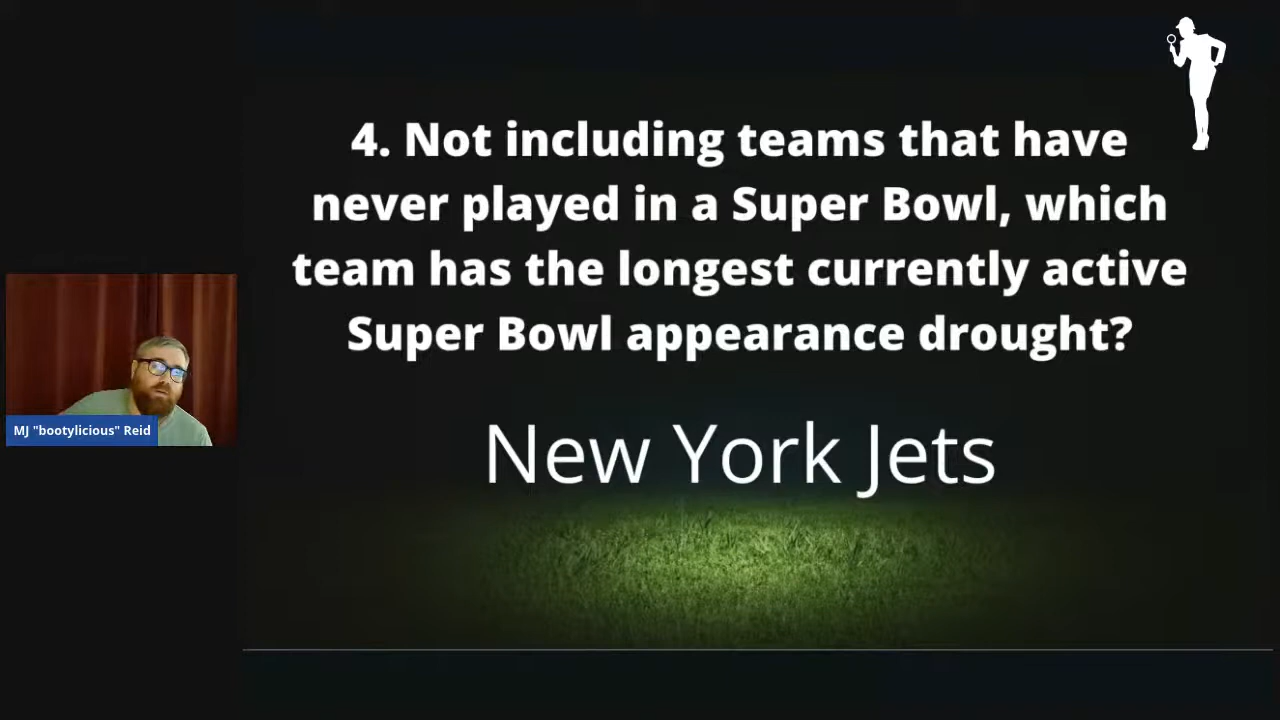 4. Not including teams that have
never played in a Super Bowl, which
team has the longest currently active
Super Bowl appearance drought?
New York Jets
MJ "bootylicious" Reid